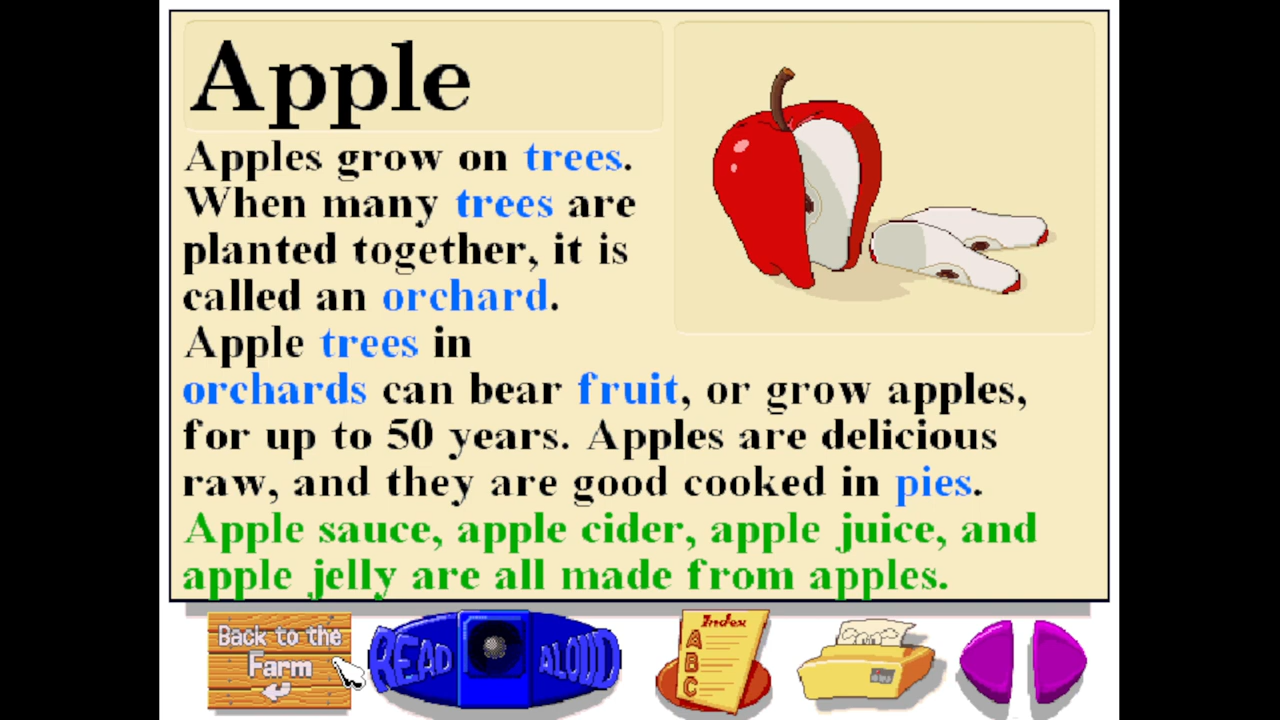 Apple
Apples grow on trees.
When many trees are
planted together, it is
called an orchard.
Apple trees in
orchards can bear fruit, or grow apples,
for up to 50 years. Apples are delicious
raw, and they are good cooked in pies.
Apple sauce, apple cider, apple juice, and
apple jelly are all made from apples.
Back to the
Farm
READ ALOUD
Index
A
B
C